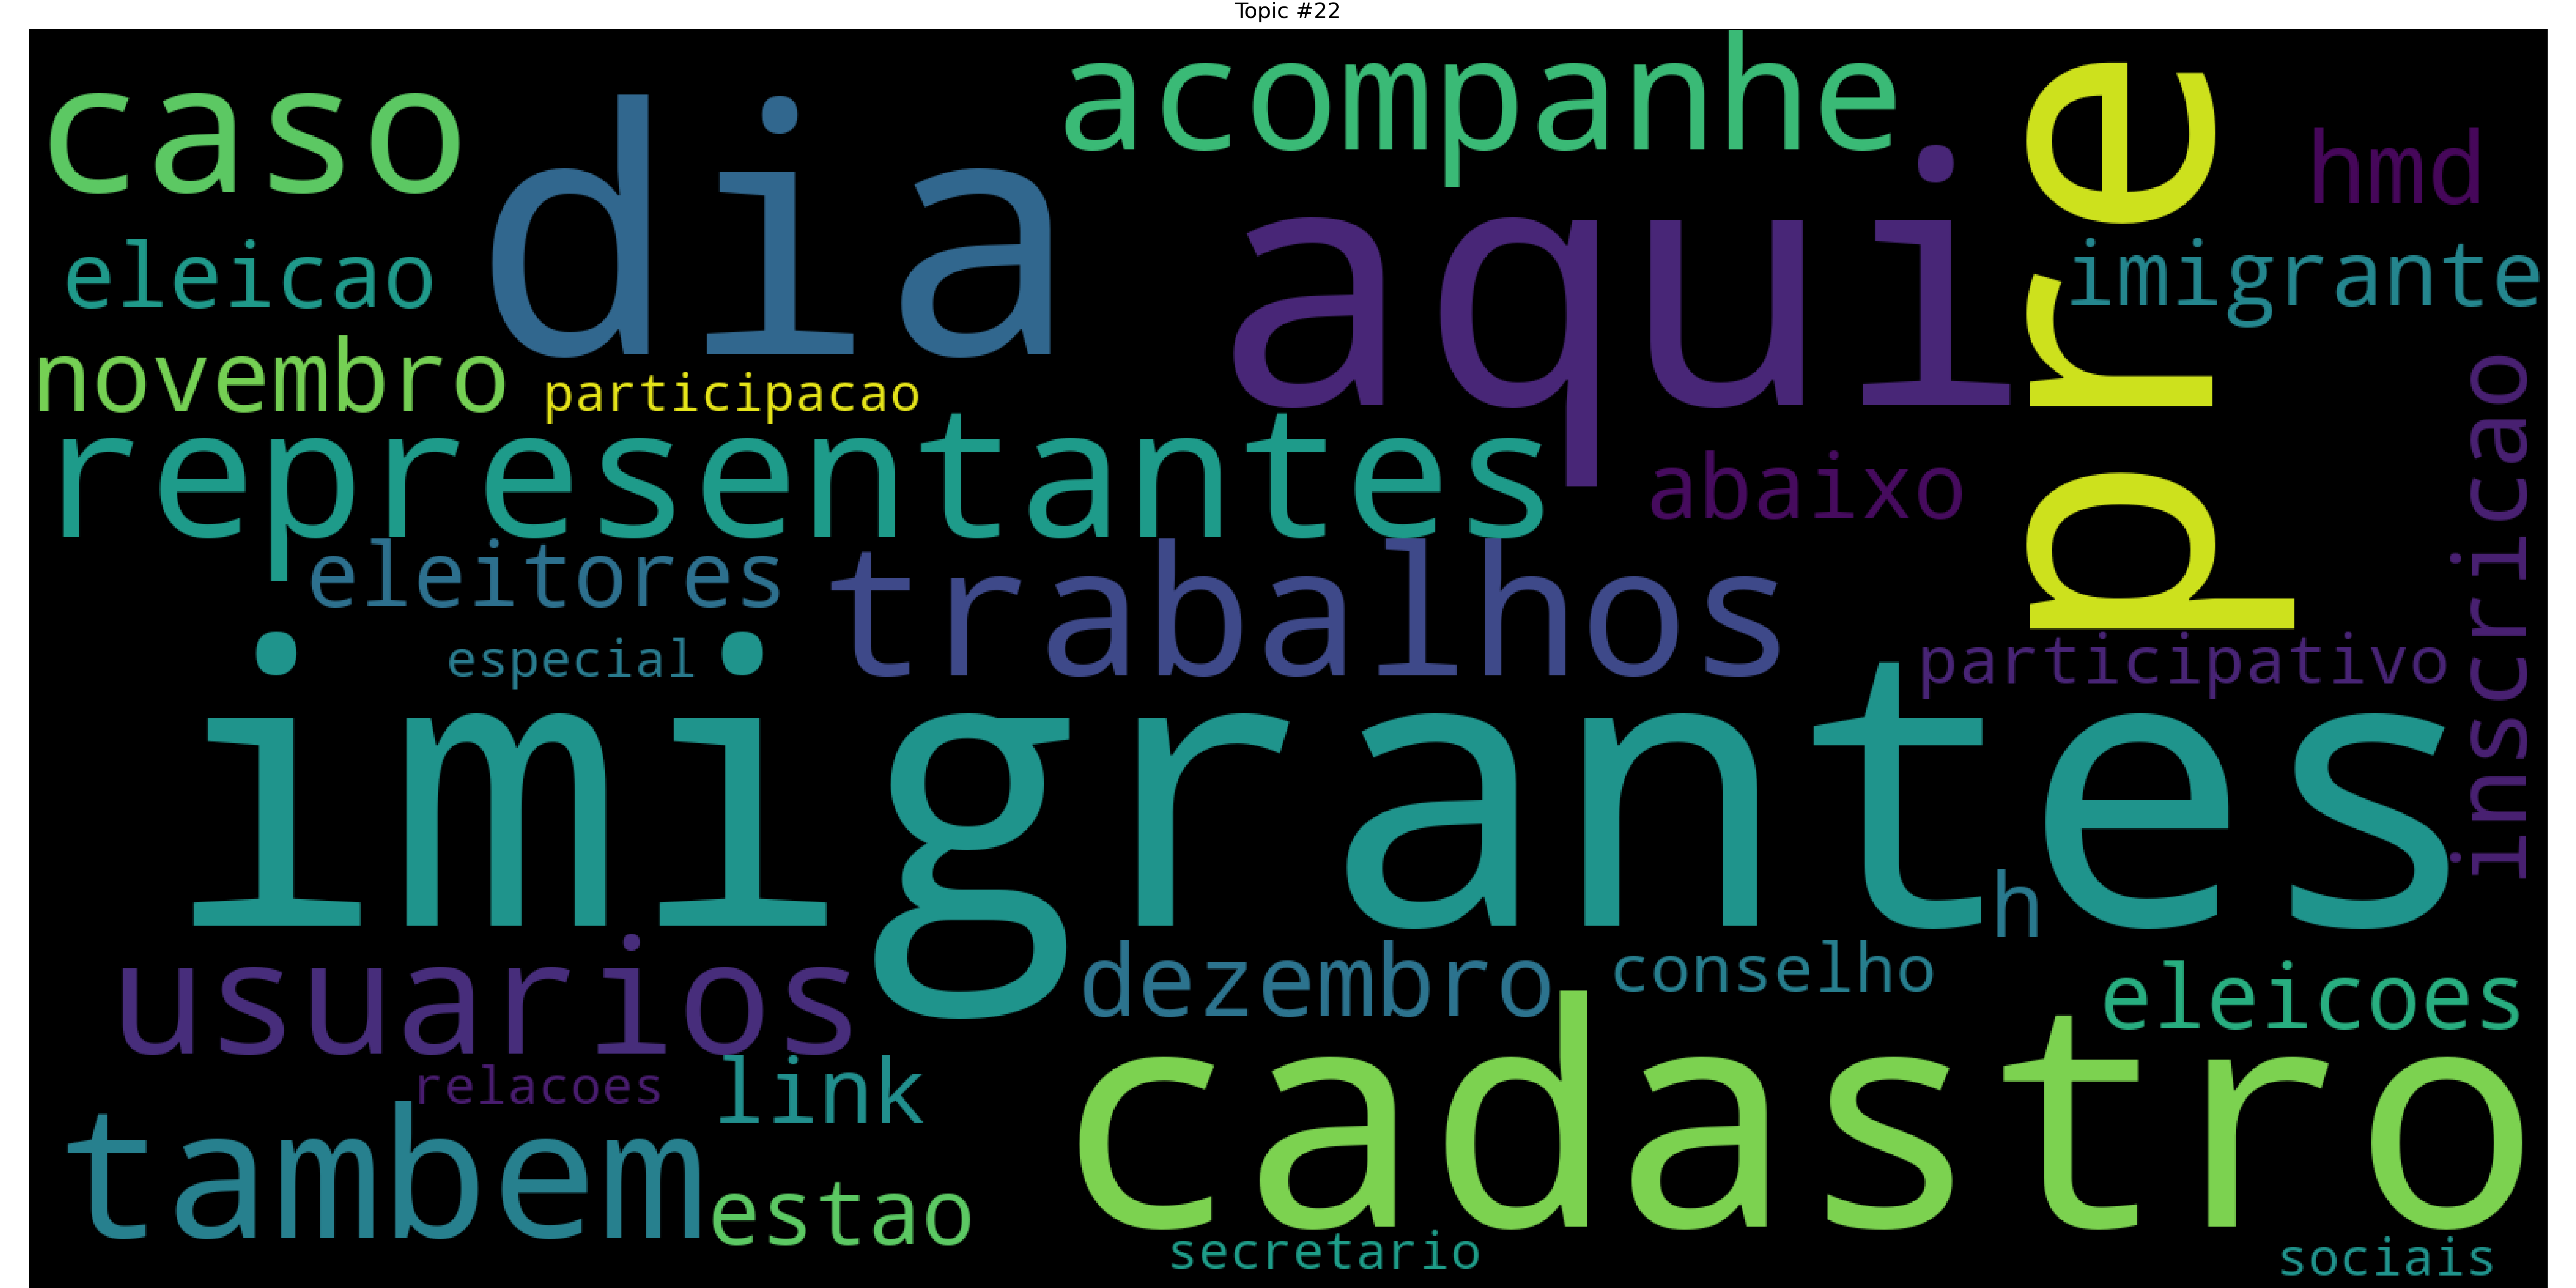 Topic #22
caso
dia
acompanhe
aqui
pre
hmd
eleicao
imigrante
novembro
participacao
representantes
abaixo
inscricao
eleitores
trabalhos
especial
participativo
imigrantes
h
usuarios
dezembro
conselho
eleicoes
relacoes
link
cadastro
tambem
estao
secretario
sociais